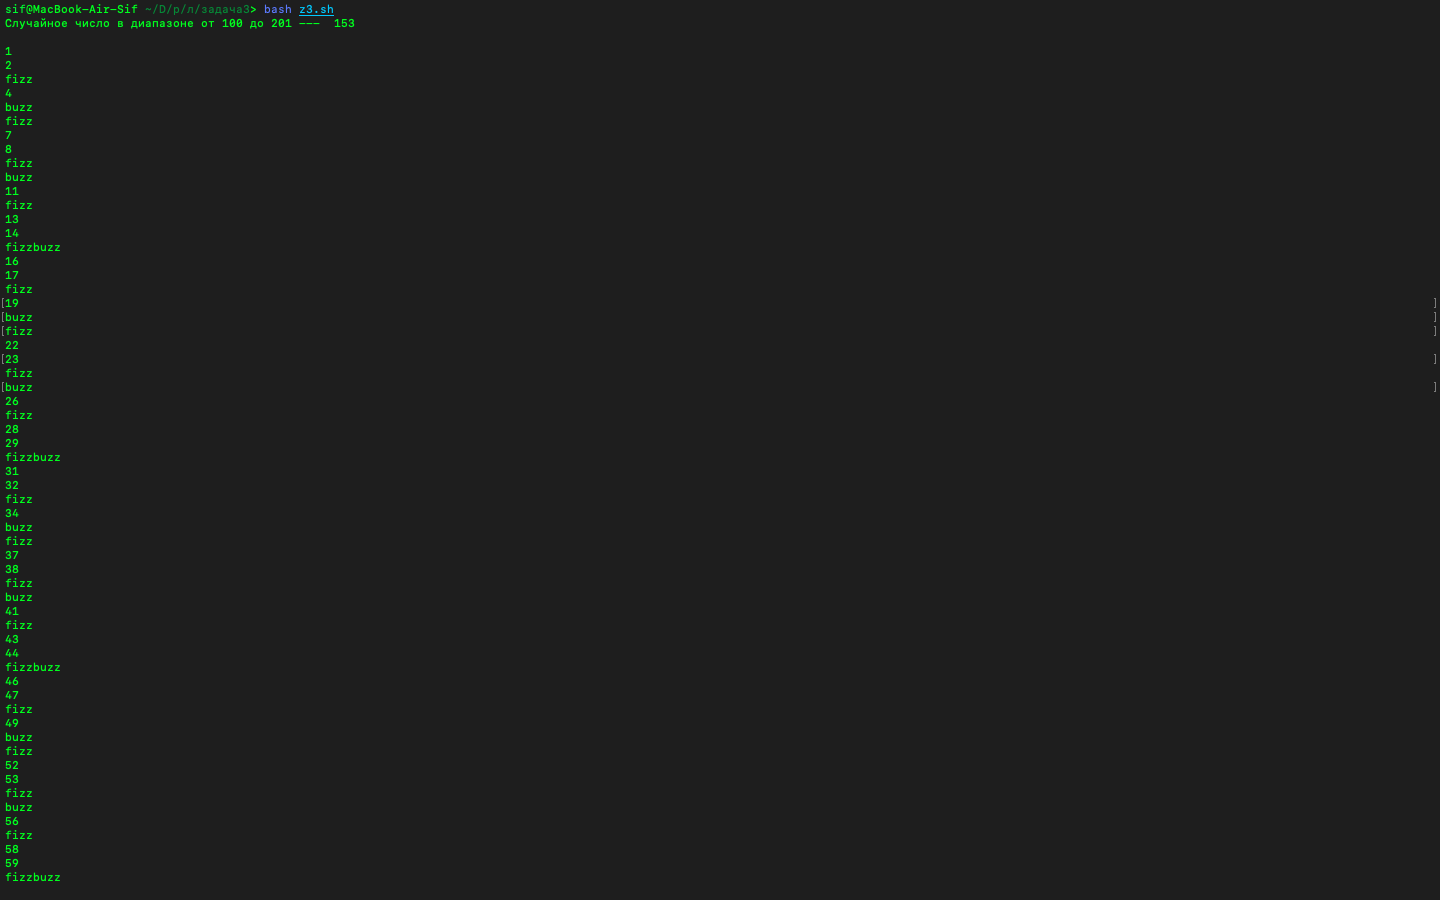 sif@MacBook-Air-Sif ~/D/р/л/задача3> bash z3.sh
Случайное число в диапазоне от 100 до 201 ---  153
1
2
fizz
4
buzz
fizz
7
8
fizz
buzz
11
fizz
13
14
fizzbuzz
16
17
fizz
[19 ]
[buzz ]
[fizz ]
22
[23 ]
fizz
[buzz ]
26
fizz
28
29
fizzbuzz
31
32
fizz
34
buzz
fizz
37
38
fizz
buzz
41
fizz
43
44
fizzbuzz
46
47
fizz
49
buzz
fizz
52
53
fizz
buzz
56
fizz
58
59
fizzbuzz